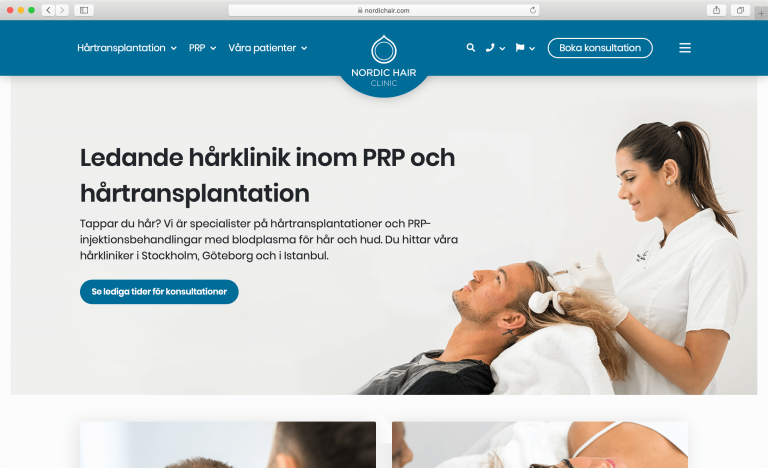 nordichair.com
Hårtransplantation PRP Våra patienter
NORDIC HAIR
CLINIC
Boka konsultation
Ledande hårklinik inom PRP och
hårtransplantation
Tappar du hår? Vi är specialister på hårtransplantationer och PRP-
injektionsbehandlingar med blodplasma för hår och hud. Du hittar våra
hårkliniker i Stockholm, Göteborg och i Istanbul.
Se lediga tider för konsultationer